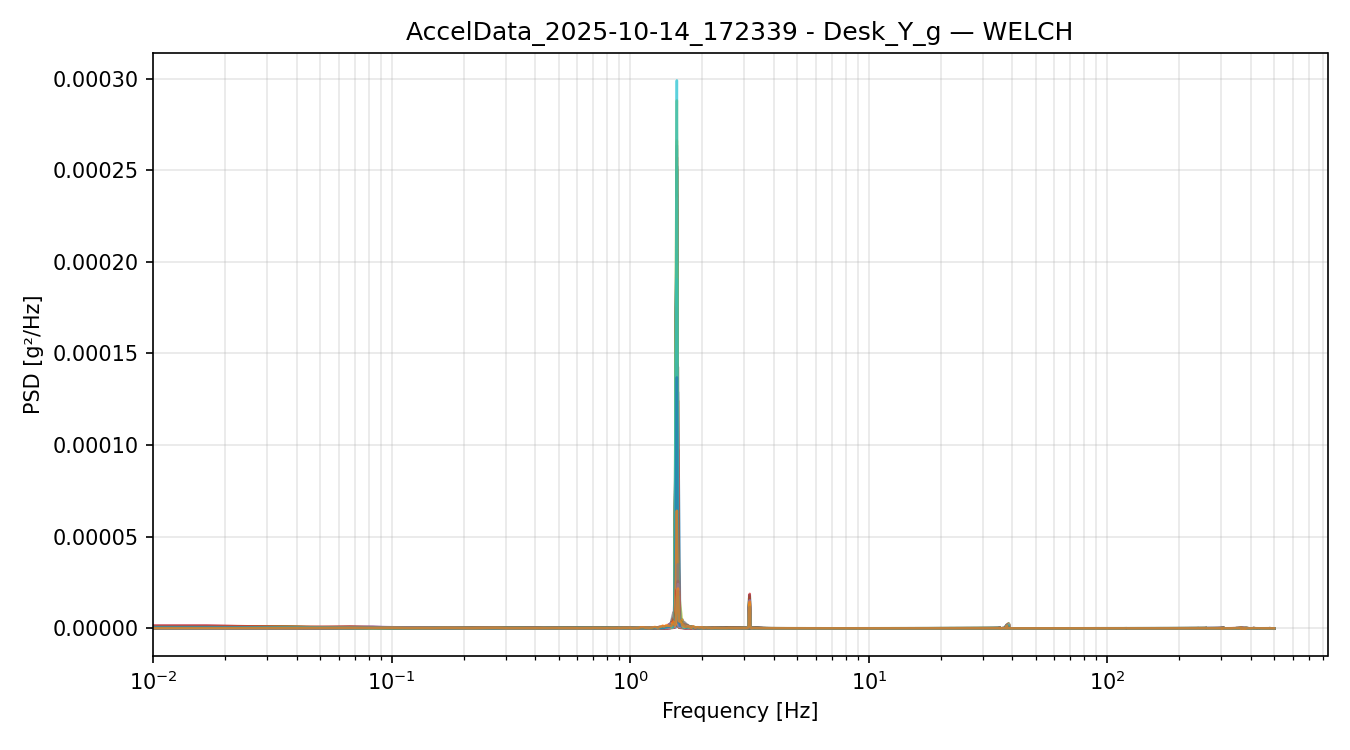 AccelData_2025-10-14_172339 - Desk_Y_g — WELCH
PSD [g²/Hz]
0.00030
0.00025
0.00020
0.00015
0.00010
0.00005
0.00000
10⁻² 10⁻¹ 10⁰ 10¹ 10²
Frequency [Hz]